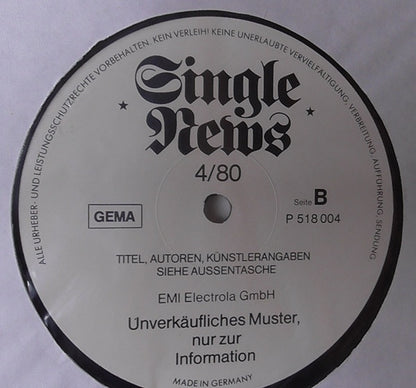 ALLE URHEBER- UND LEISTUNGSSCHUTZRECHTE VORBEHALTEN. KEIN VERLEIH! KEINE UNERLAUBTE VERVIELFÄLTIGUNG, VERBREITUNG, AUFFÜHRUNG, SENDUNG
Single
News
4/80
GEMA
Seite B
P 518 004
TITEL, AUTOREN, KÜNSTLERANGABEN
SIEHE AUSSENTASCHE
EMI Electrola GmbH
Unverkäufliches Muster,
nur zur
Information
MADE IN GERMANY